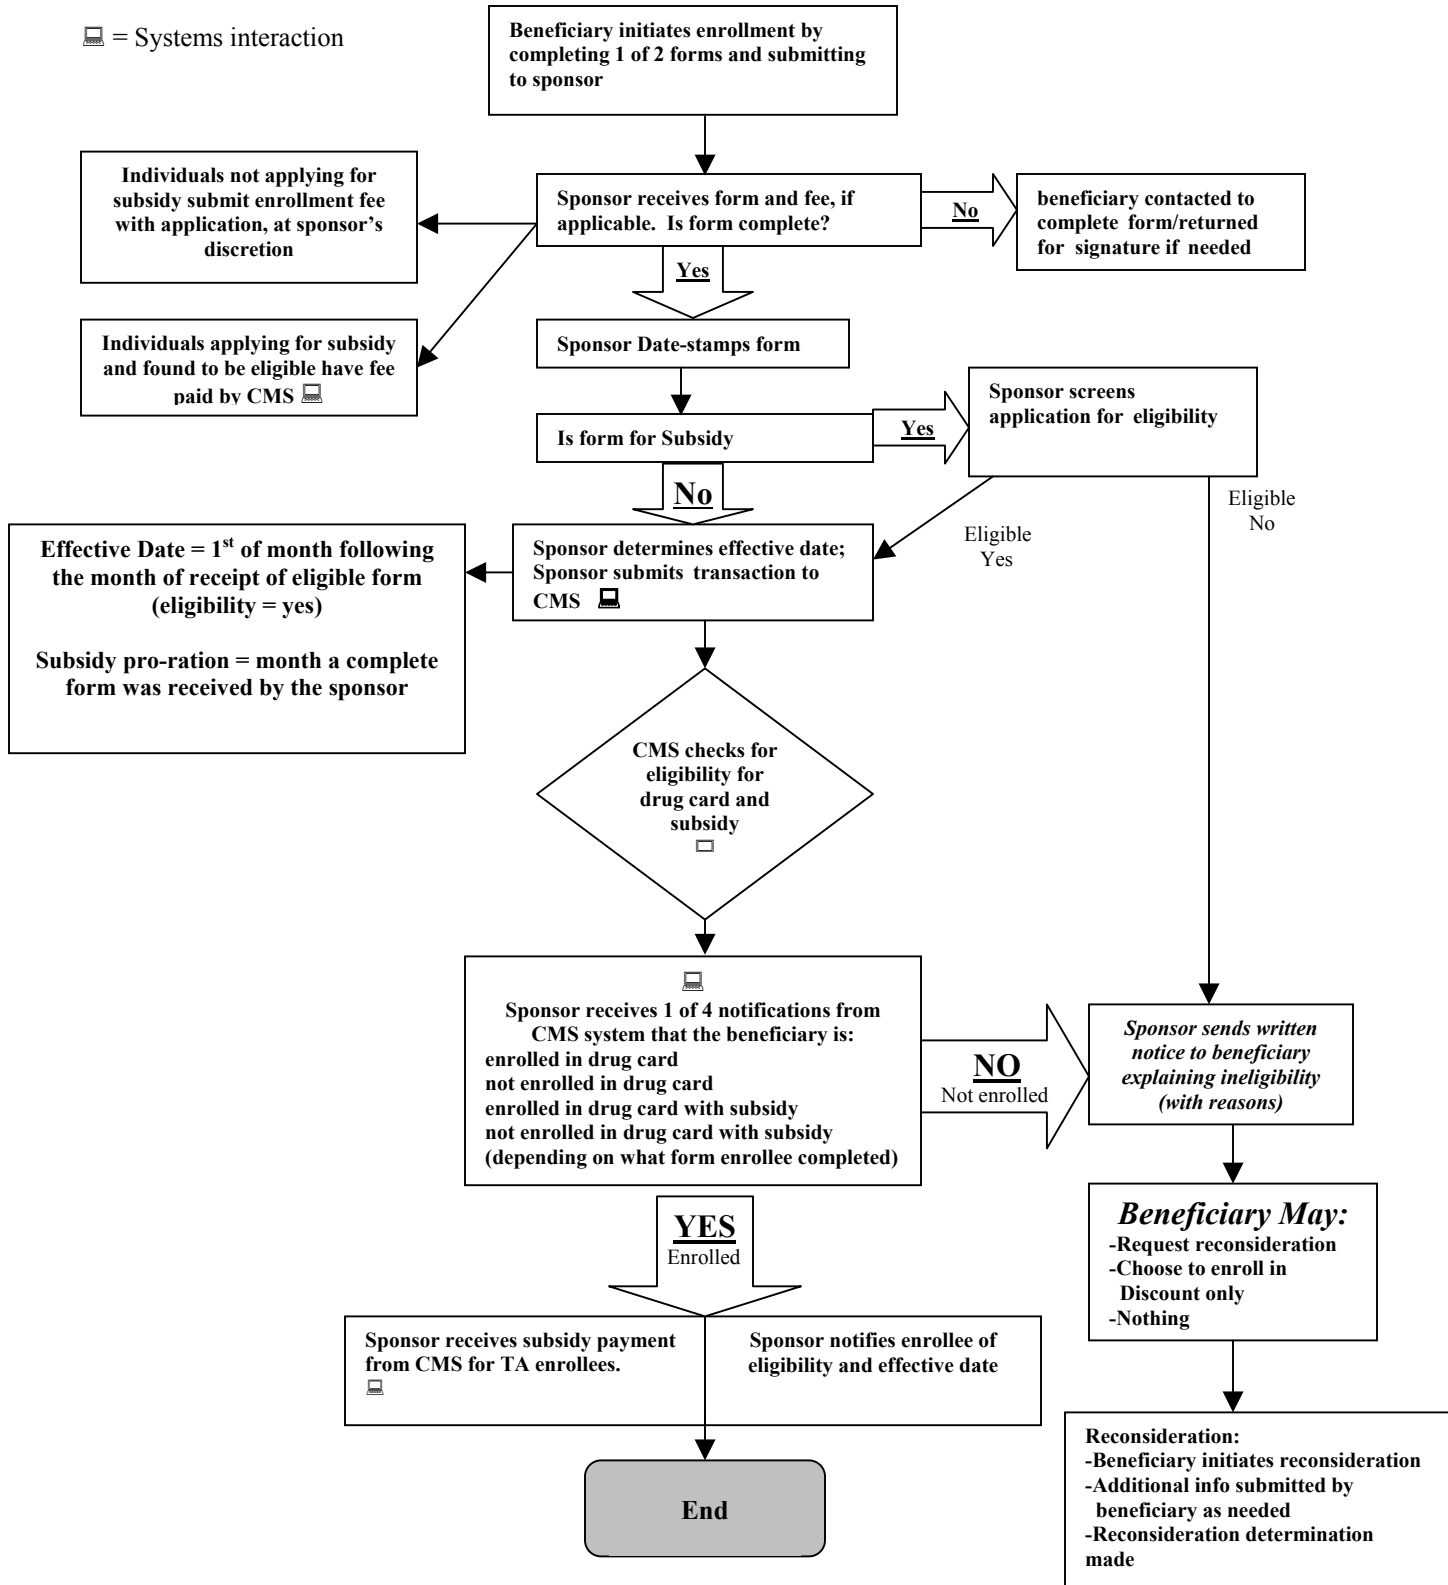 💻 = Systems interaction
Beneficiary initiates enrollment by
completing 1 of 2 forms and submitting
to sponsor
Individuals not applying for
subsidy submit enrollment fee
with application, at sponsor’s
discretion
Sponsor receives form and fee, if
applicable.  Is form complete?
No
beneficiary contacted to
complete form/returned
for signature if needed
Yes
Individuals applying for subsidy
and found to be eligible have fee
paid by CMS 💻
Sponsor Date-stamps form
Is form for Subsidy
Yes
Sponsor screens
application for eligibility
No
Eligible
Yes
Eligible
No
Effective Date = 1st of month following
the month of receipt of eligible form
(eligibility = yes)
Subsidy pro-ration = month a complete
form was received by the sponsor
Sponsor determines effective date;
Sponsor submits transaction to
CMS 💻
CMS checks for
eligibility for
drug card and
subsidy
💻
Sponsor receives 1 of 4 notifications from
CMS system that the beneficiary is:
enrolled in drug card
not enrolled in drug card
enrolled in drug card with subsidy
not enrolled in drug card with subsidy
(depending on what form enrollee completed)
NO
Not enrolled
Sponsor sends written
notice to beneficiary
explaining ineligibility
(with reasons)
YES
Enrolled
Beneficiary May:
-Request reconsideration
-Choose to enroll in
Discount only
-Nothing
Sponsor receives subsidy payment
from CMS for TA enrollees.
💻
Sponsor notifies enrollee of
eligibility and effective date
End
Reconsideration:
-Beneficiary initiates reconsideration
-Additional info submitted by
beneficiary as needed
-Reconsideration determination
made